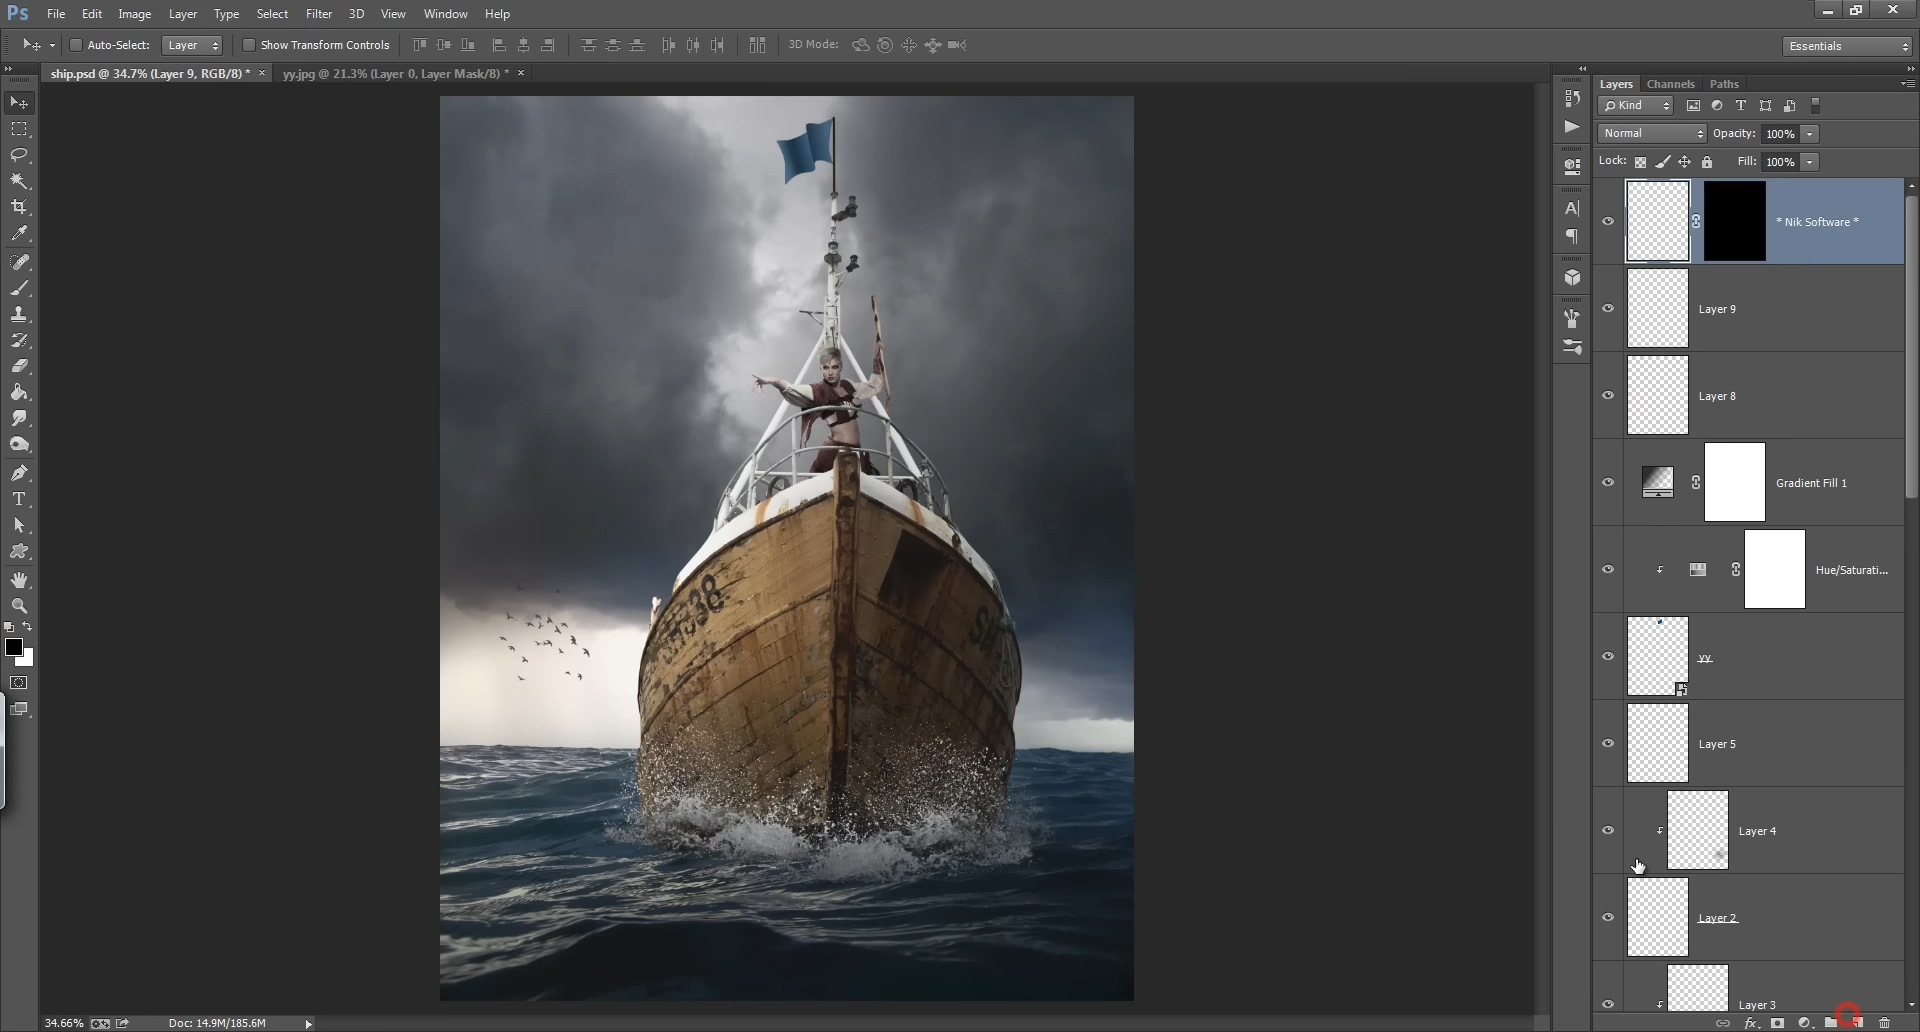 Ps File Edit Image Layer Type Select Filter 3D View Window Help
Auto-Select: Layer Show Transform Controls 3D Mode: Essentials
ship.psd @ 34.7% (Layer 9, RGB/8) * × yy.jpg @ 21.3% (Layer 0, Layer Mask/8) * ×
Layers Channels Paths
Kind
Normal Opacity: 100%
Lock: Fill: 100%
* Nik Software *
Layer 9
Layer 8
Gradient Fill 1
Hue/Saturati...
yy
Layer 5
Layer 4
Layer 2
Layer 3
SA
34.66% Doc: 14.9M/185.6M